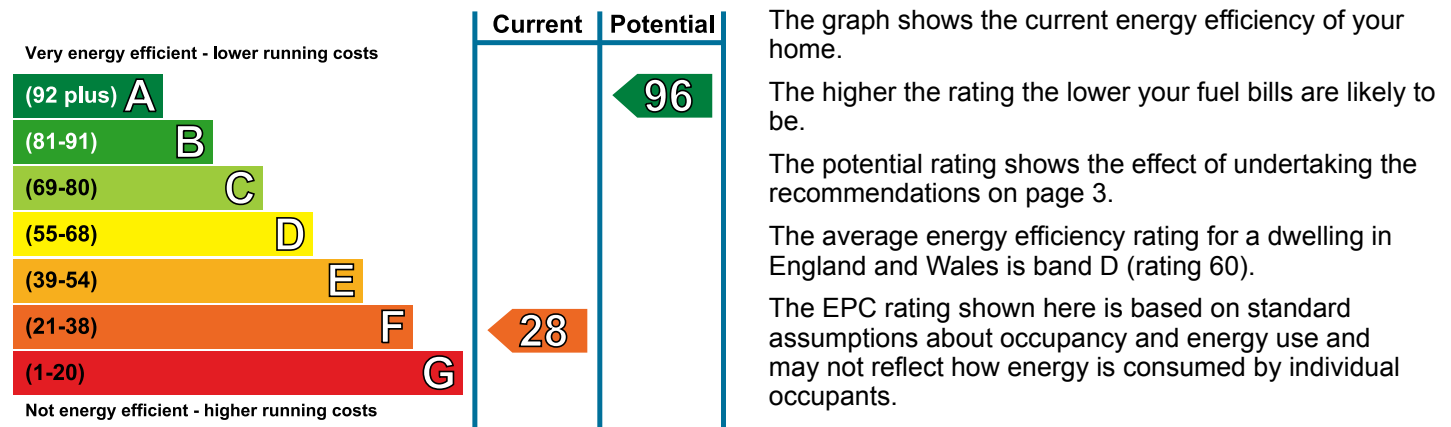 Current Potential
Very energy efficient - lower running costs
(92 plus) A
96
(81-91) B
(69-80) C
(55-68) D
(39-54) E
(21-38) F
28
(1-20) G
Not energy efficient - higher running costs
The graph shows the current energy efficiency of your
home.
The higher the rating the lower your fuel bills are likely to
be.
The potential rating shows the effect of undertaking the
recommendations on page 3.
The average energy efficiency rating for a dwelling in
England and Wales is band D (rating 60).
The EPC rating shown here is based on standard
assumptions about occupancy and energy use and
may not reflect how energy is consumed by individual
occupants.